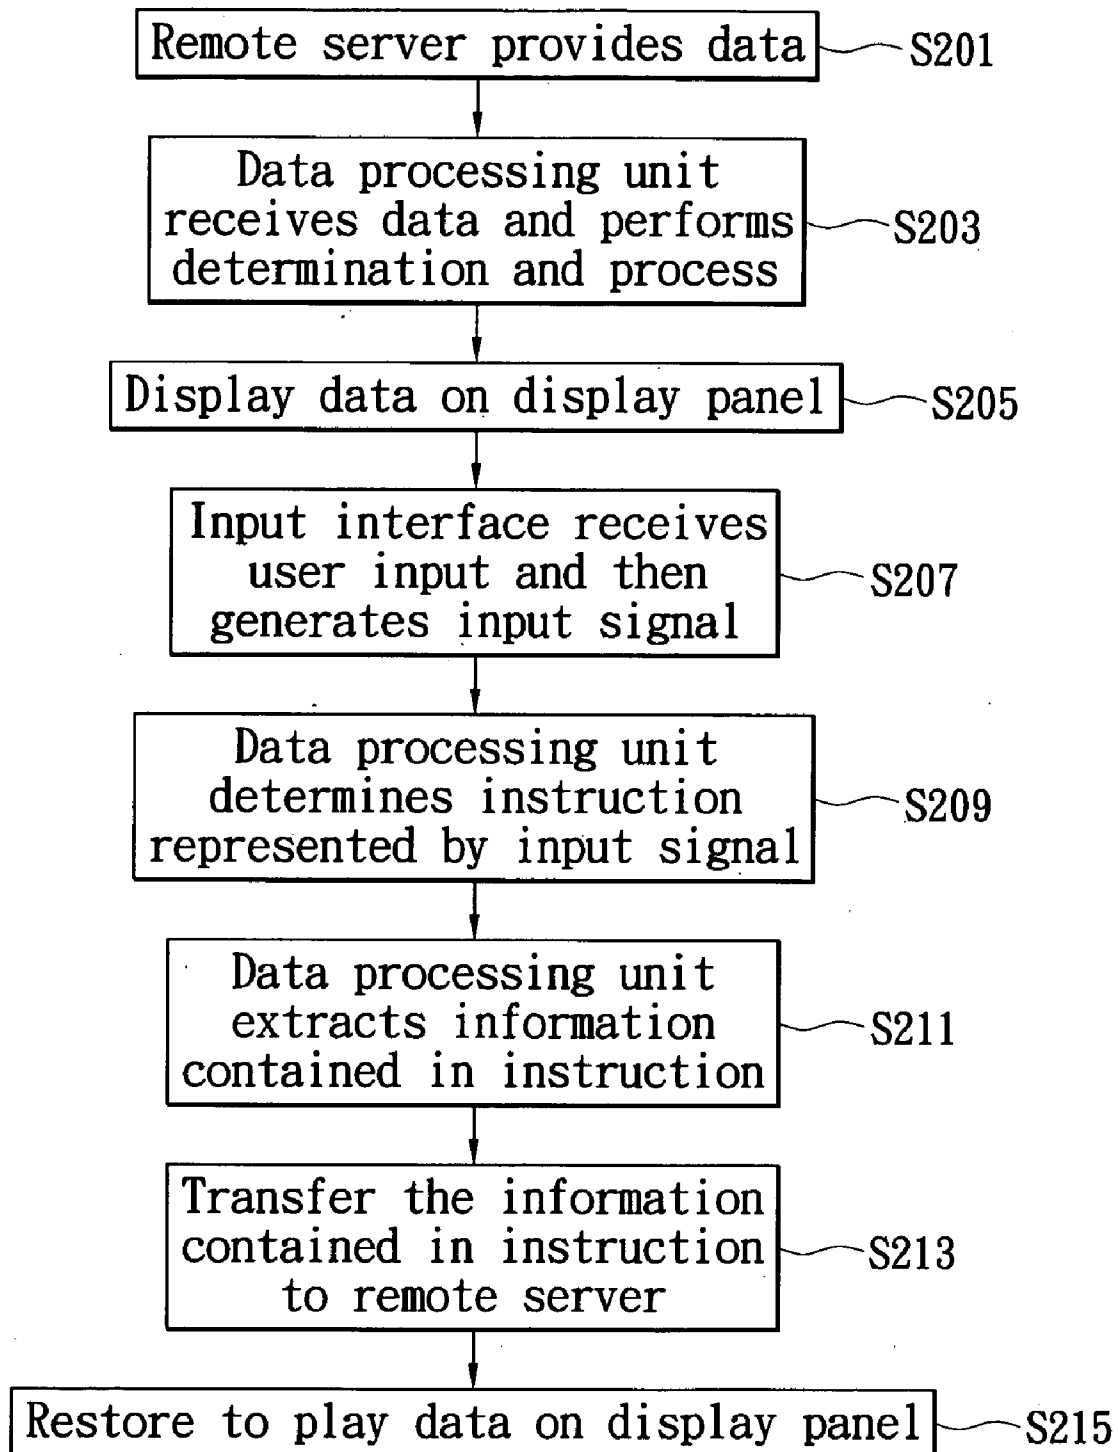 Remote server provides data
S201
Data processing unit
receives data and performs
determination and process
S203
Display data on display panel
S205
Input interface receives
user input and then
generates input signal
S207
Data processing unit
determines instruction
represented by input signal
S209
Data processing unit
extracts information
contained in instruction
S211
Transfer the information
contained in instruction
to remote server
S213
Restore to play data on display panel
S215